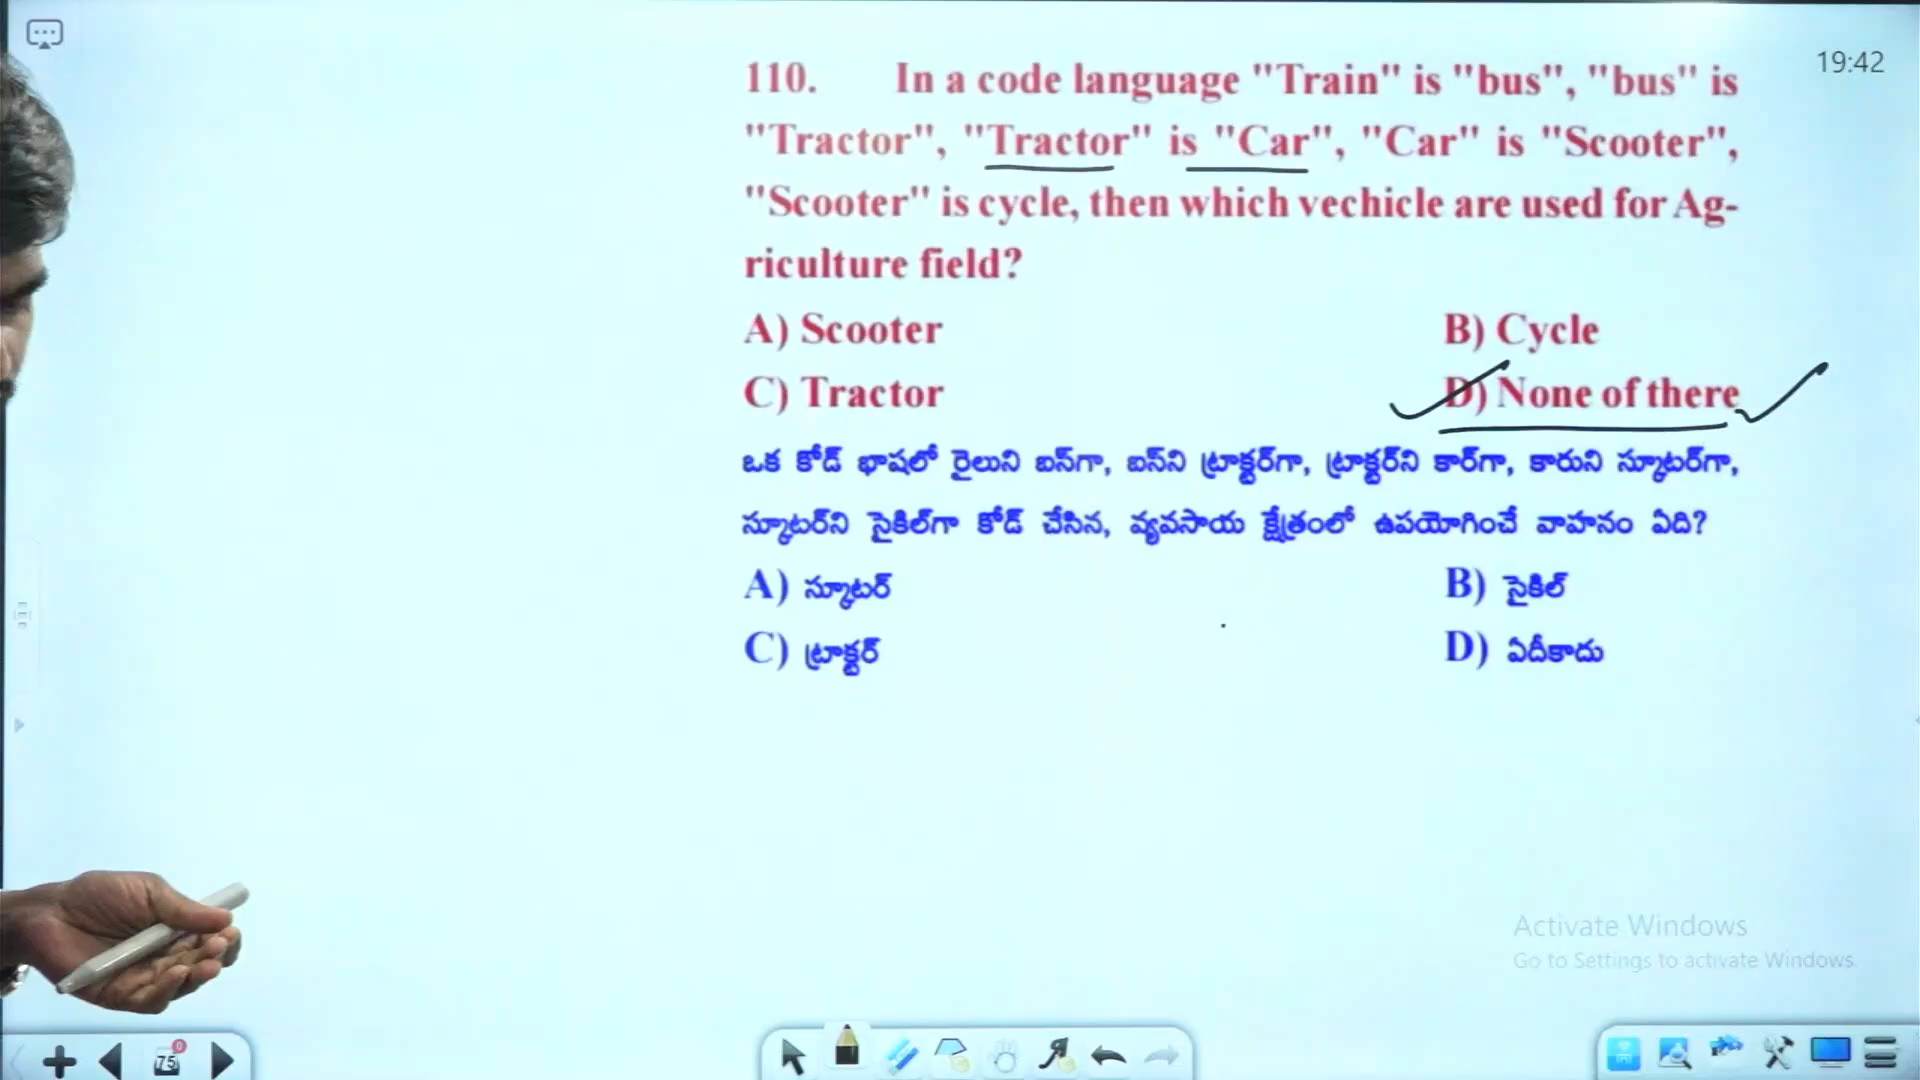 19:42
110. In a code language "Train" is "bus", "bus" is
"Tractor", "Tractor" is "Car", "Car" is "Scooter",
"Scooter" is cycle, then which vechicle are used for Ag-
riculture field?
A) Scooter B) Cycle
C) Tractor D) None of there
ఒక కోడ్ భాషలో రైలుని బస్‌గా, బస్‌ని ట్రాక్టర్‌గా, ట్రాక్టర్‌ని కార్‌గా, కారుని స్కూటర్‌గా,
స్కూటర్‌ని సైకిల్‌గా కోడ్ చేసిన, వ్యవసాయ క్షేత్రంలో ఉపయోగించే వాహనం ఏది?
A) స్కూటర్ B) సైకిల్
C) ట్రాక్టర్ D) ఏదీకాదు
Activate Windows
Go to Settings to activate Windows.
75 0